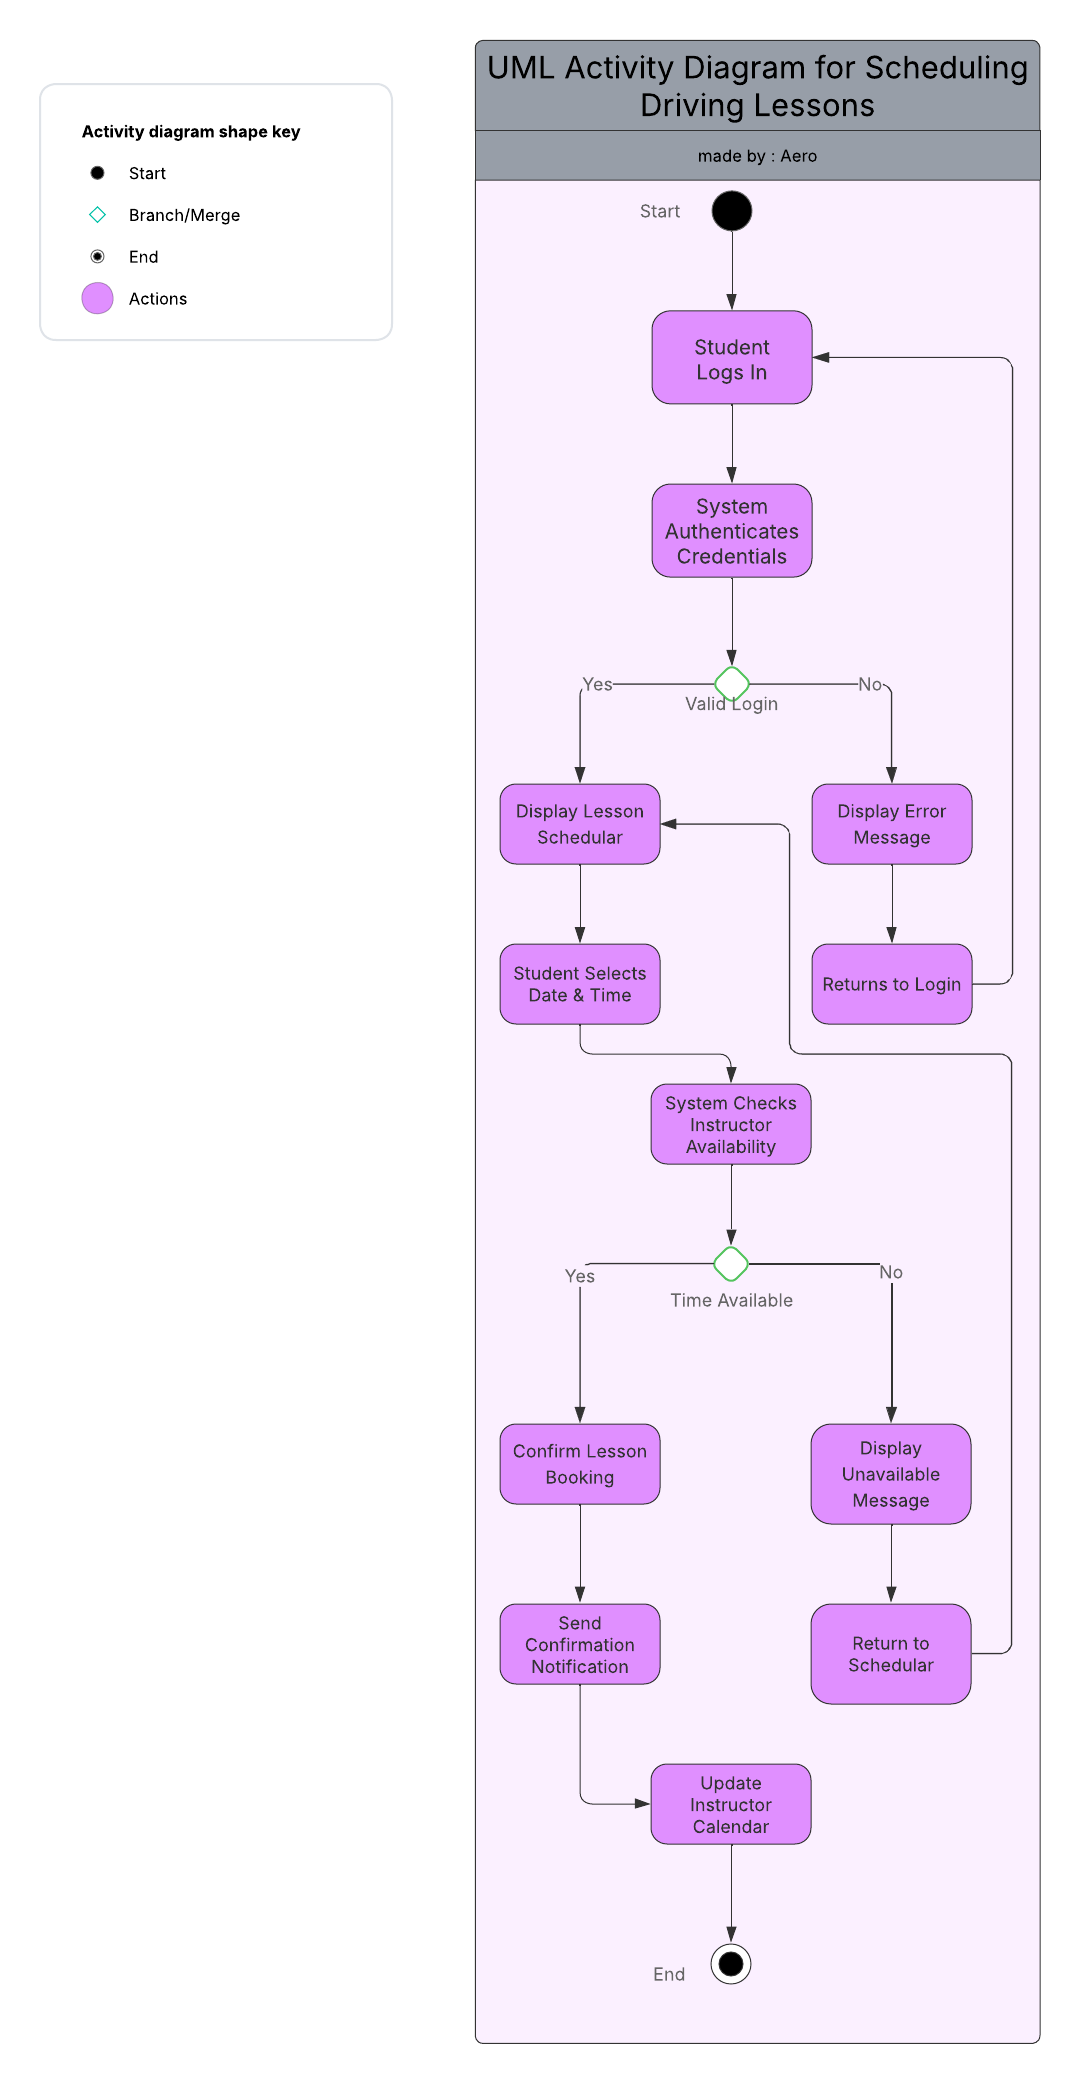 UML Activity Diagram for Scheduling
Driving Lessons
made by : Aero
Activity diagram shape key
Start
Branch/Merge
End
Actions
Start
Student
Logs In
System
Authenticates
Credentials
Yes
No
Valid Login
Display Lesson
Schedular
Display Error
Message
Student Selects
Date & Time
Returns to Login
System Checks
Instructor
Availability
Yes
No
Time Available
Confirm Lesson
Booking
Display
Unavailable
Message
Send
Confirmation
Notification
Return to
Schedular
Update
Instructor
Calendar
End